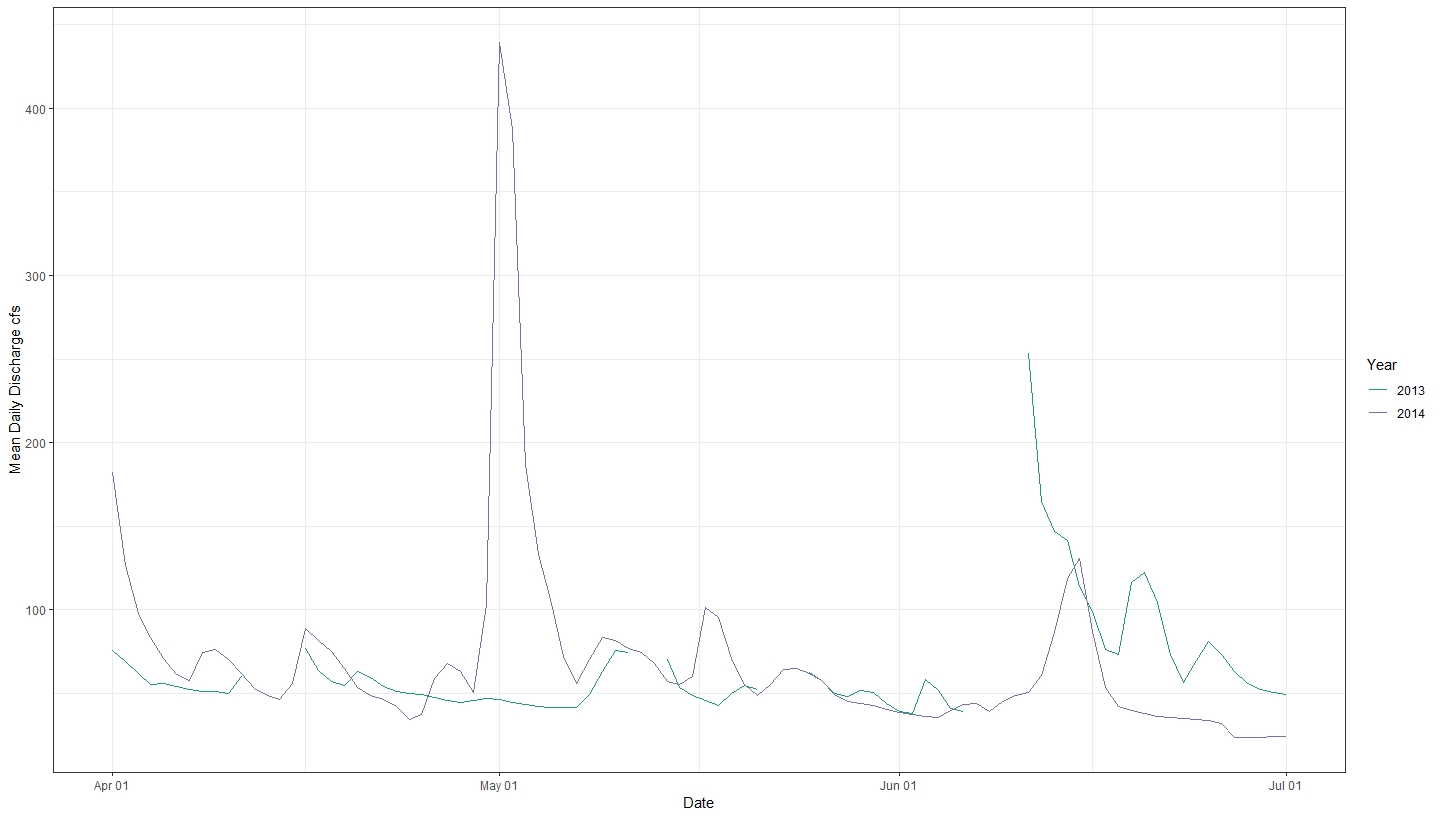 Mean Daily Discharge cfs
400
300
200
100
Apr 01
May 01
Jun 01
Jul 01
Date
Year
2013
2014